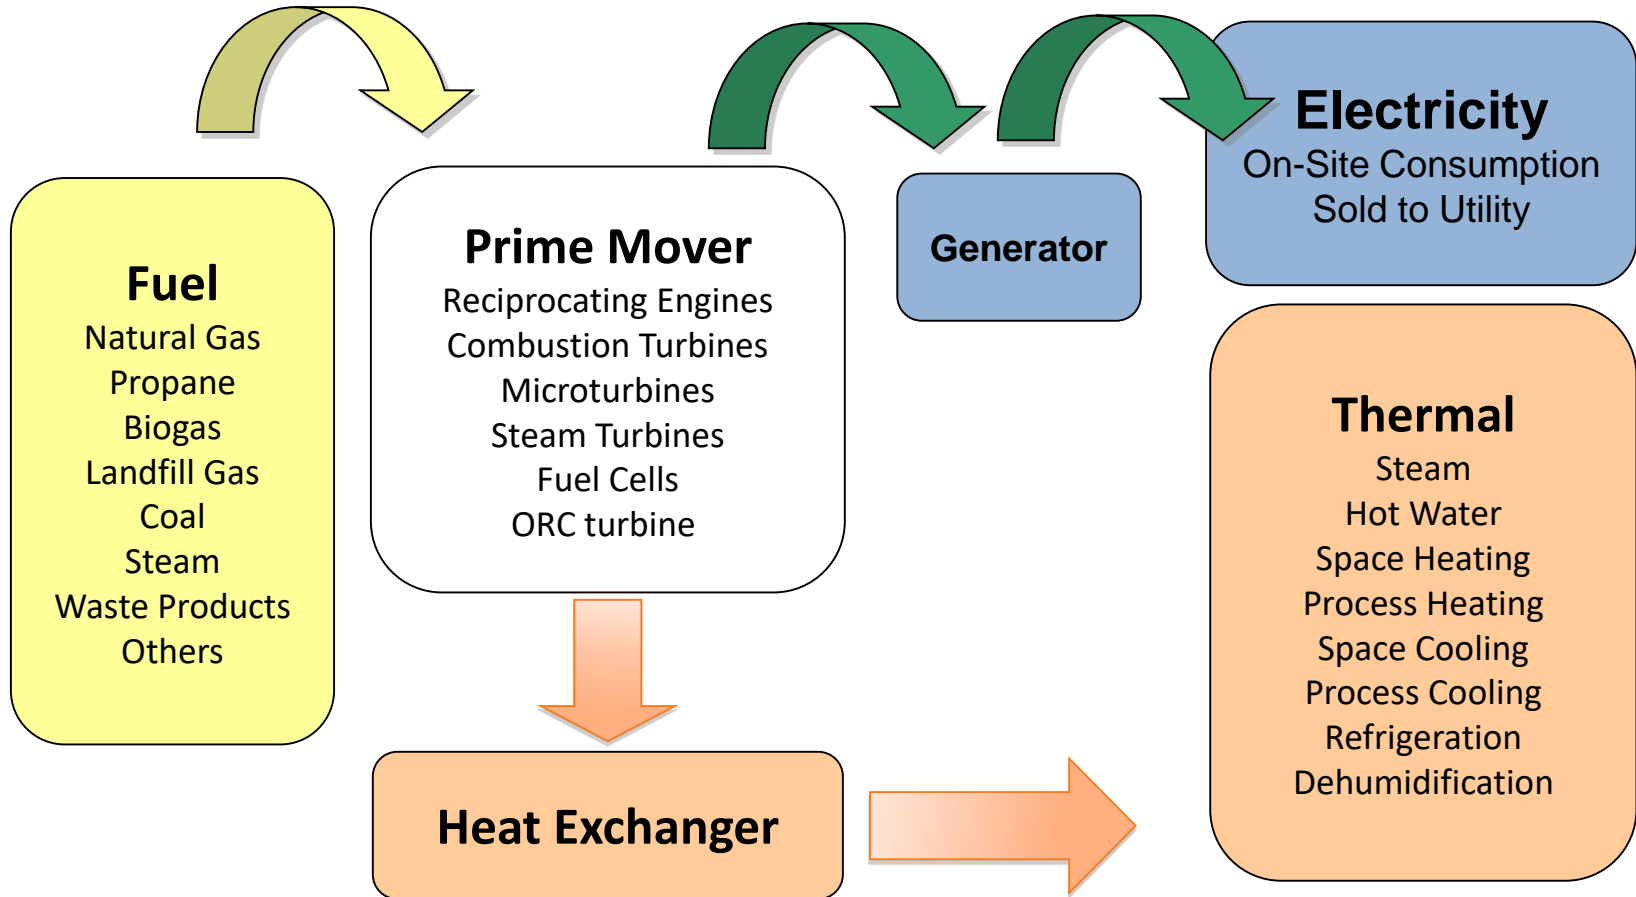 Fuel
Natural Gas
Propane
Biogas
Landfill Gas
Coal
Steam
Waste Products
Others
Prime Mover
Reciprocating Engines
Combustion Turbines
Microturbines
Steam Turbines
Fuel Cells
ORC turbine
Generator
Electricity
On-Site Consumption
Sold to Utility
Heat Exchanger
Thermal
Steam
Hot Water
Space Heating
Process Heating
Space Cooling
Process Cooling
Refrigeration
Dehumidification